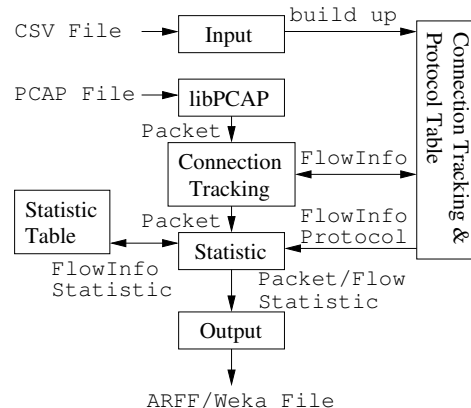 build up
CSV File
Input
PCAP File
libPCAP
Packet
Connection
Tracking
FlowInfo
Connection Tracking &
Protocol Table
Packet
FlowInfo
Protocol
Statistic
Table
Statistic
FlowInfo
Statistic
Packet/Flow
Statistic
Output
ARFF/Weka File